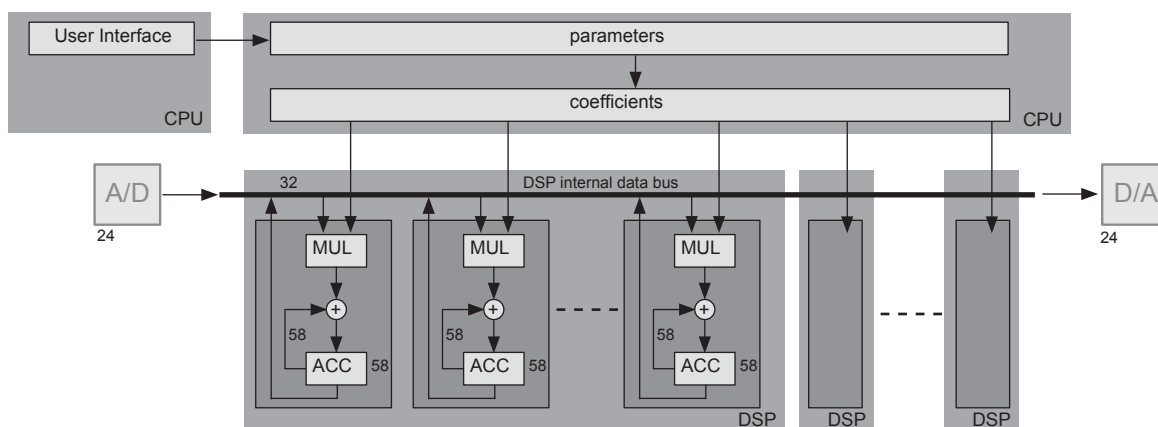 User Interface
parameters
CPU
coefficients
CPU
A/D
24
32
DSP internal data bus
D/A
24
MUL
MUL
MUL
+
+
+
58
58
58
ACC
58
ACC
58
ACC
58
DSP
DSP
DSP